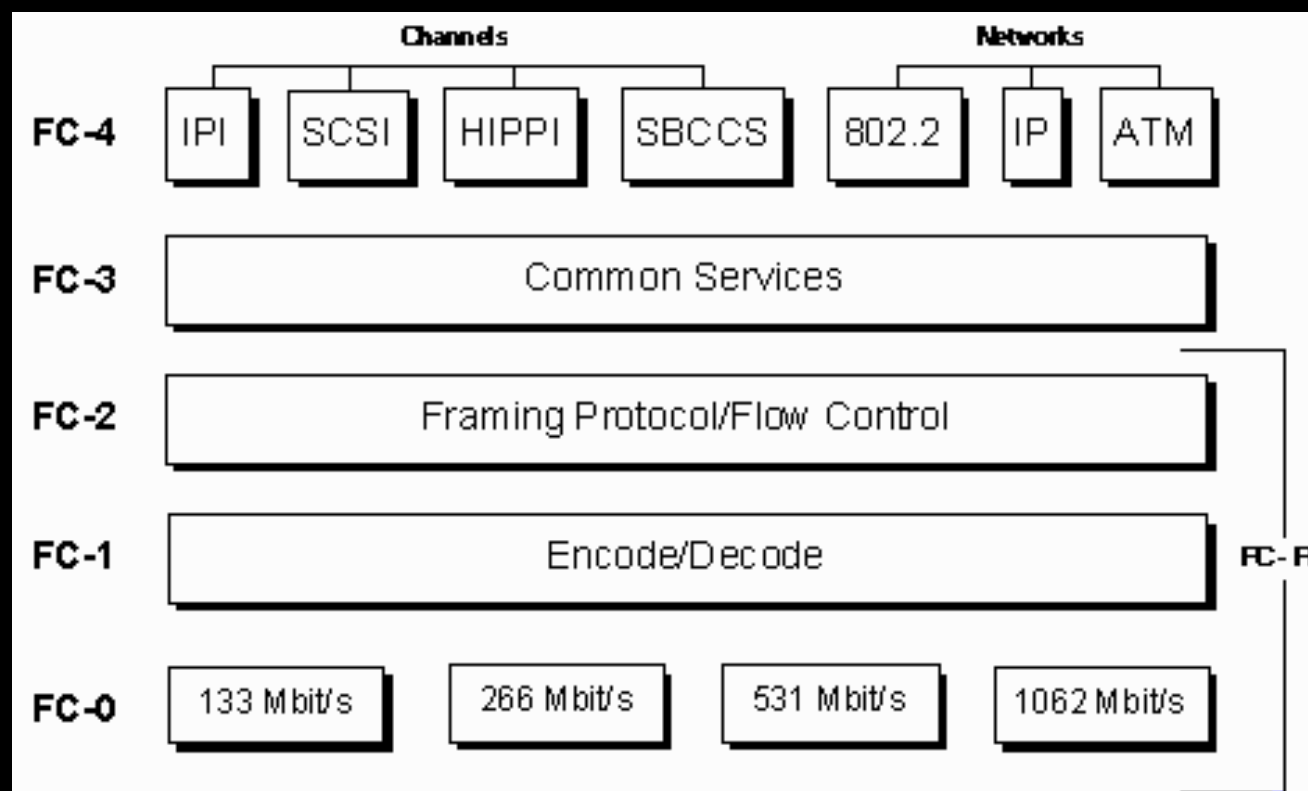 Channels Networks
FC-4 IPI SCSI HIPPI SBCCS 802.2 IP ATM
FC-3 Common Services
FC-2 Framing Protocol/Flow Control
FC-1 Encode/Decode
FC-
FC-0 133 Mbit/s 266 Mbit/s 531 Mbit/s 1062 Mbit/s